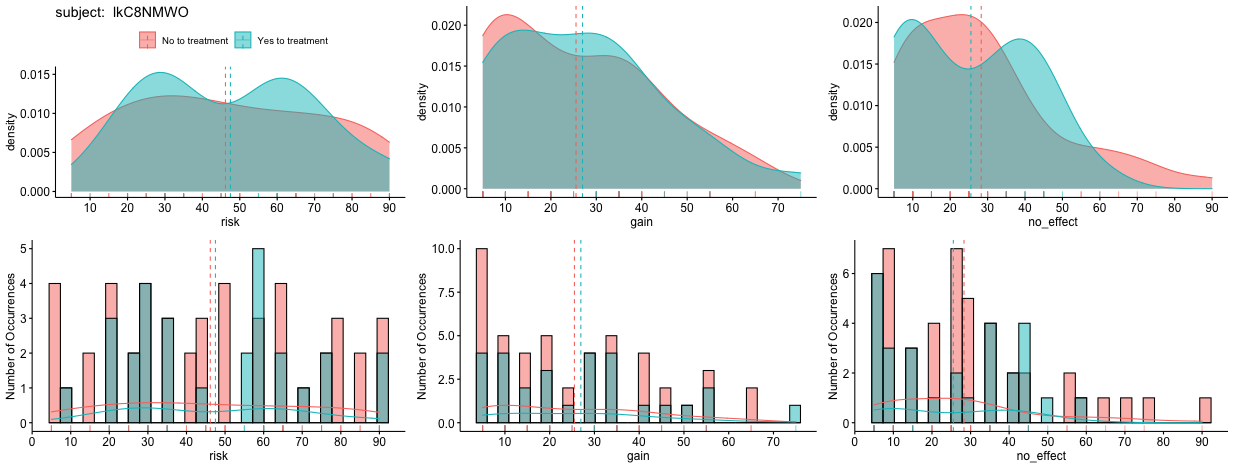 subject: lkC8NMWO
No to treatment Yes to treatment
density
0.015
0.010
0.005
0.000
10 20 30 40 50 60 70 80 90
risk
density
0.020
0.015
0.010
0.005
0.000
10 20 30 40 50 60 70
gain
density
0.020
0.015
0.010
0.005
0.000
10 20 30 40 50 60 70 80 90
no_effect
Number of Occurrences
5
4
3
2
1
0
0 10 20 30 40 50 60 70 80 90
risk
Number of Occurrences
10.0
7.5
5.0
2.5
0.0
10 20 30 40 50 60 70
gain
Number of Occurrences
6
4
2
0
0 10 20 30 40 50 60 70 80 90
no_effect